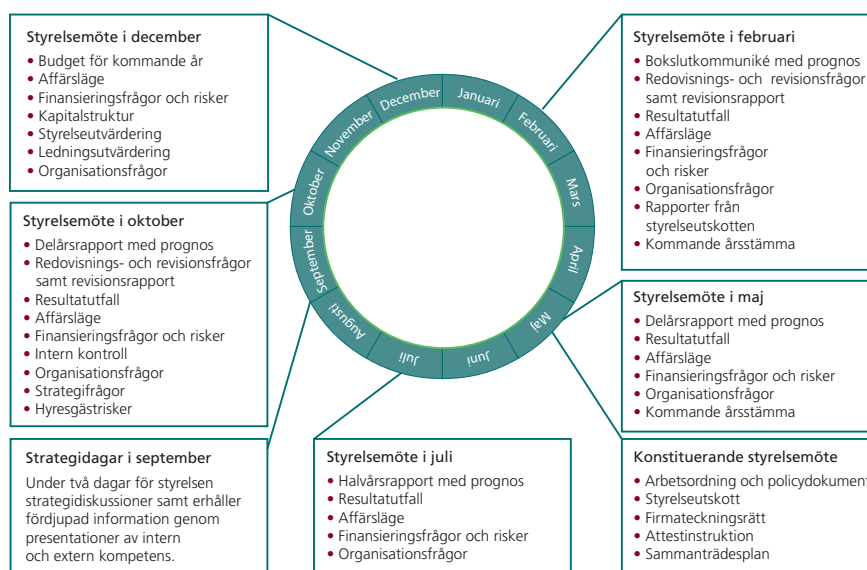 Styrelsemöte i december
• Budget för kommande år
• Affärsläge
• Finansieringsfrågor och risker
• Kapitalstruktur
• Styrelseutvärdering
• Ledningsutvärdering
• Organisationsfrågor
Styrelsemöte i oktober
• Delårsrapport med prognos
• Redovisnings- och revisionsfrågor
samt revisionsrapport
• Resultatutfall
• Affärsläge
• Finansieringsfrågor och risker
• Intern kontroll
• Organisationsfrågor
• Strategifrågor
• Hyresgästrisker
Strategidagar i september
Under två dagar för styrelsen
strategidiskussioner samt erhåller
fördjupad information genom
presentationer av intern
och extern kompetens.
Januari
Februari
Mars
April
Maj
Juni
Juli
Augusti
September
Oktober
November
December
Styrelsemöte i juli
• Halvårsrapport med prognos
• Resultatutfall
• Affärsläge
• Finansieringsfrågor och risker
• Organisationsfrågor
Styrelsemöte i februari
• Bokslutkommuniké med prognos
• Redovisnings- och revisionsfrågor
samt revisionsrapport
• Resultatutfall
• Affärsläge
• Finansieringsfrågor
och risker
• Organisationsfrågor
• Rapporter från
styrelseutskotten
• Kommande årsstämma
Styrelsemöte i maj
• Delårsrapport med prognos
• Resultatutfall
• Affärsläge
• Finansieringsfrågor och risker
• Organisationsfrågor
• Kommande årsstämma
Konstituerande styrelsemöte
• Arbetsordning och policydokument
• Styrelseutskott
• Firmateckningsrätt
• Attestinstruktion
• Sammanträdesplan